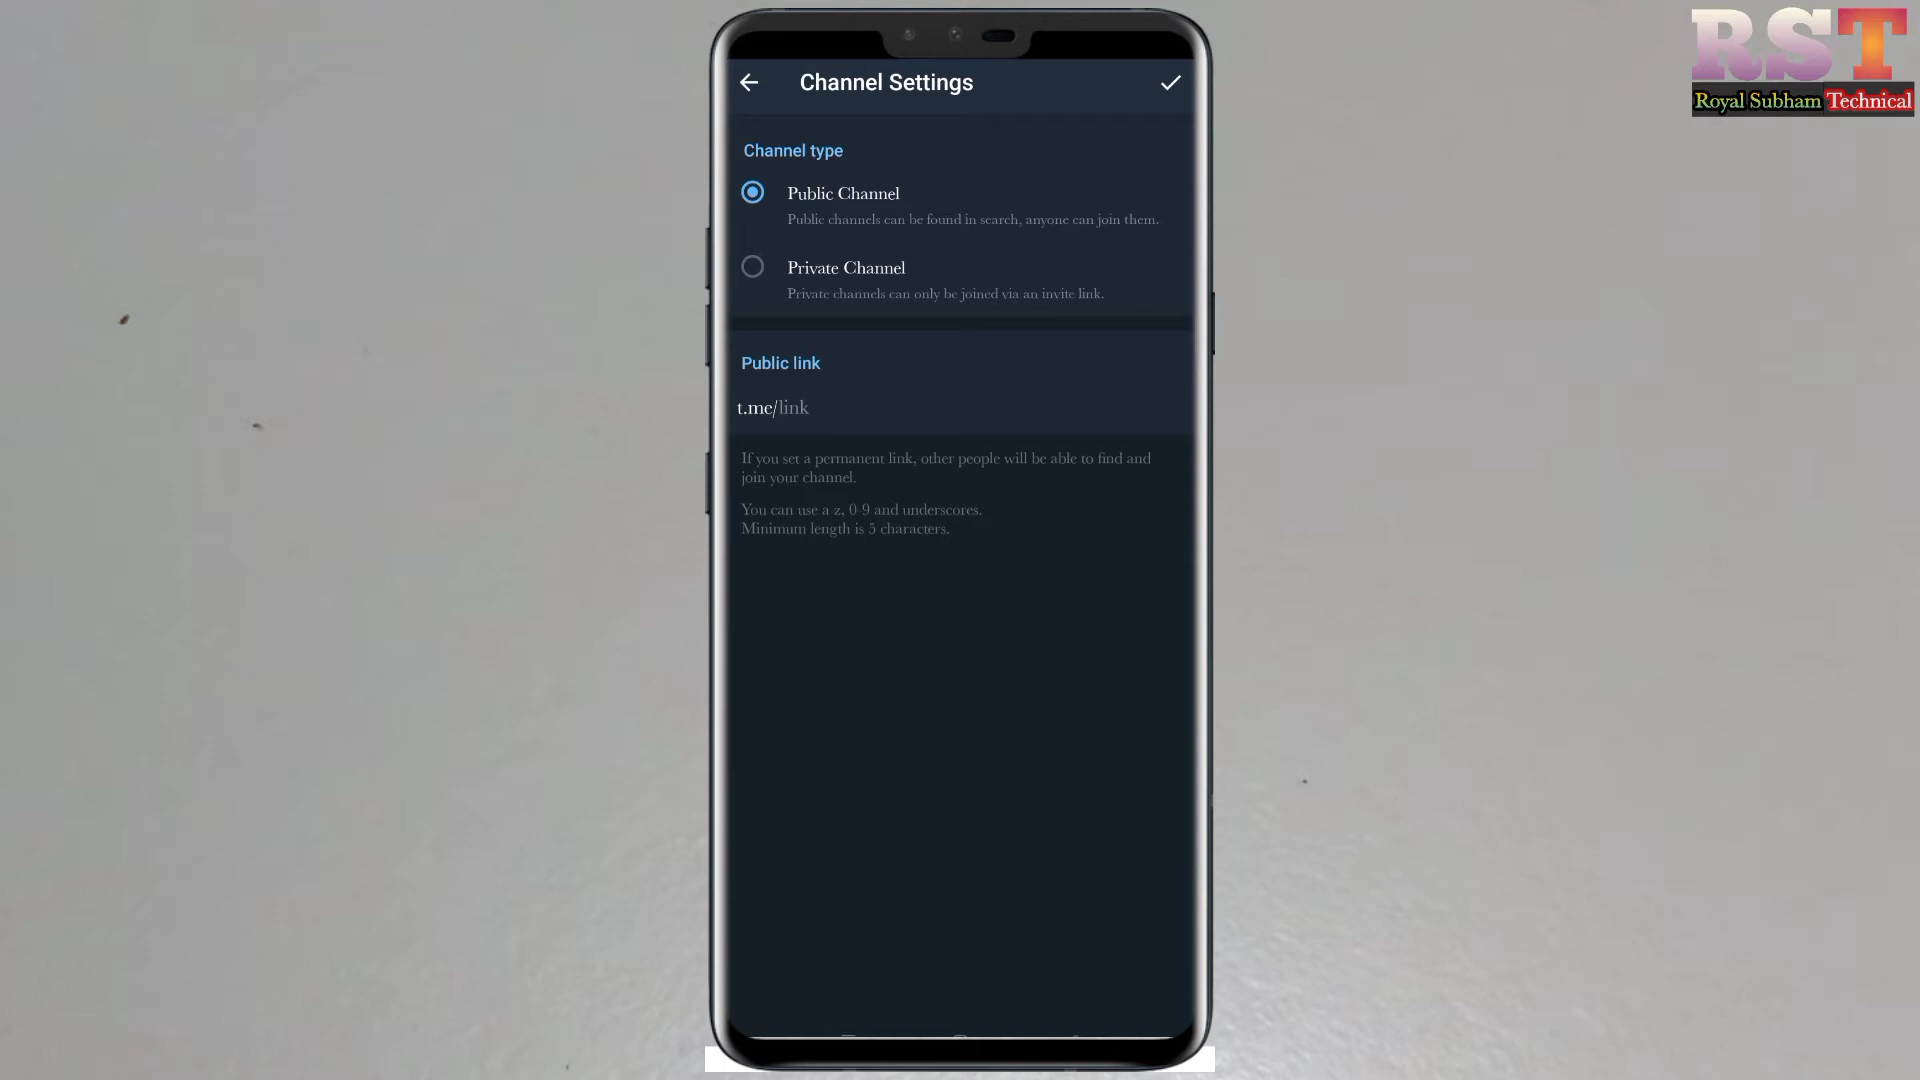 RST
Royal Subham Technical
Channel Settings
Channel type
Public Channel
Public channels can be found in search, anyone can join them.
Private Channel
Private channels can only be joined via an invite link.
Public link
t.me/link
If you set a permanent link, other people will be able to find and
join your channel.
You can use a z, 0-9 and underscores.
Minimum length is 5 characters.